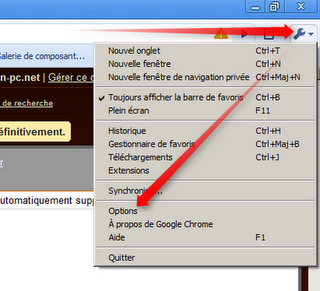 Galerie de composant...
n-pc.net | Gérer ce d
de recherche
définitivement.
r
utomatiquement supp
Nouvel onglet Ctrl+T
Nouvelle fenêtre Ctrl+N
Nouvelle fenêtre de navigation privée Ctrl+Maj+N
Toujours afficher la barre de favoris Ctrl+B
Plein écran F11
Historique Ctrl+H
Gestionnaire de favoris Ctrl+Maj+B
Téléchargements Ctrl+J
Extensions
Options
À propos de Google Chrome
Aide F1
Quitter